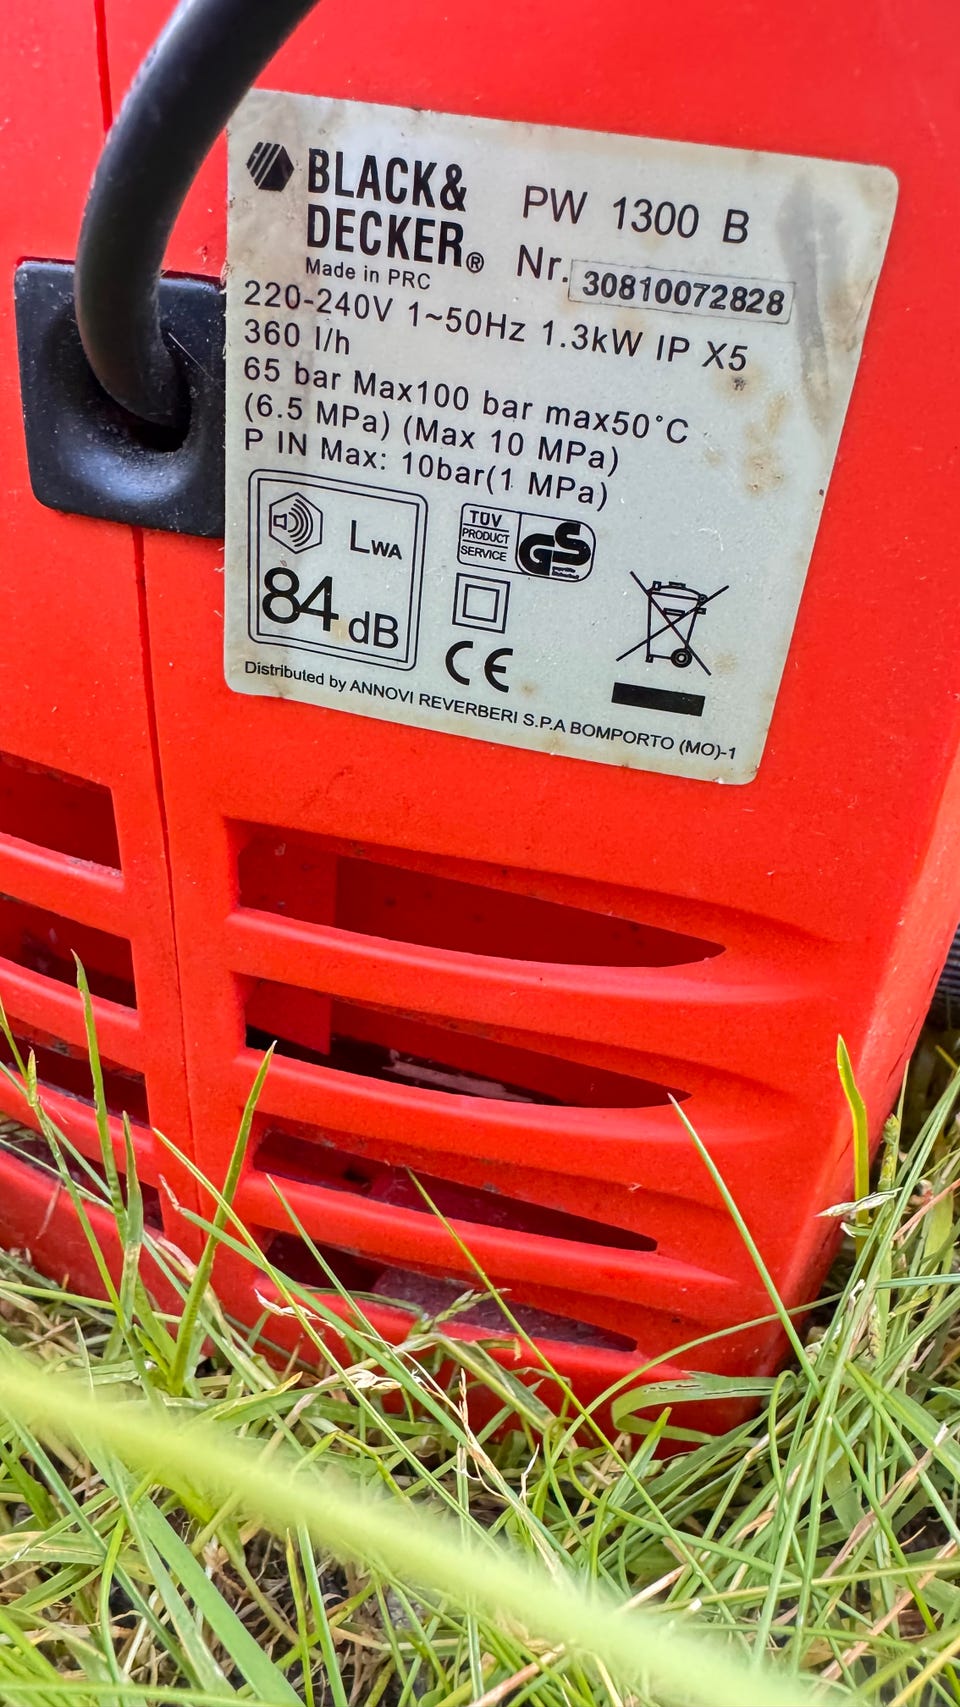 BLACK&
DECKER®
Made in PRC
PW 1300 B
Nr. 30810072828
220-240V 1~50Hz 1.3kW IP X5
360 l/h
65 bar Max100 bar max50°C
(6.5 MPa) (Max 10 MPa)
P IN Max: 10bar(1 MPa)
LWA
84 dB
TÜV
PRODUCT
SERVICE
GS
geprüfte
Sicherheit
CE
Distributed by ANNOVI REVERBERI S.P.A BOMPORTO (MO)-1